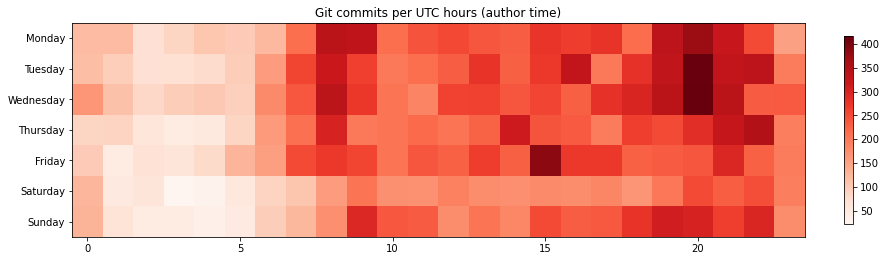 Git commits per UTC hours (author time)
Monday
Tuesday
Wednesday
Thursday
Friday
Saturday
Sunday
0 5 10 15 20
400
350
300
250
200
150
100
50